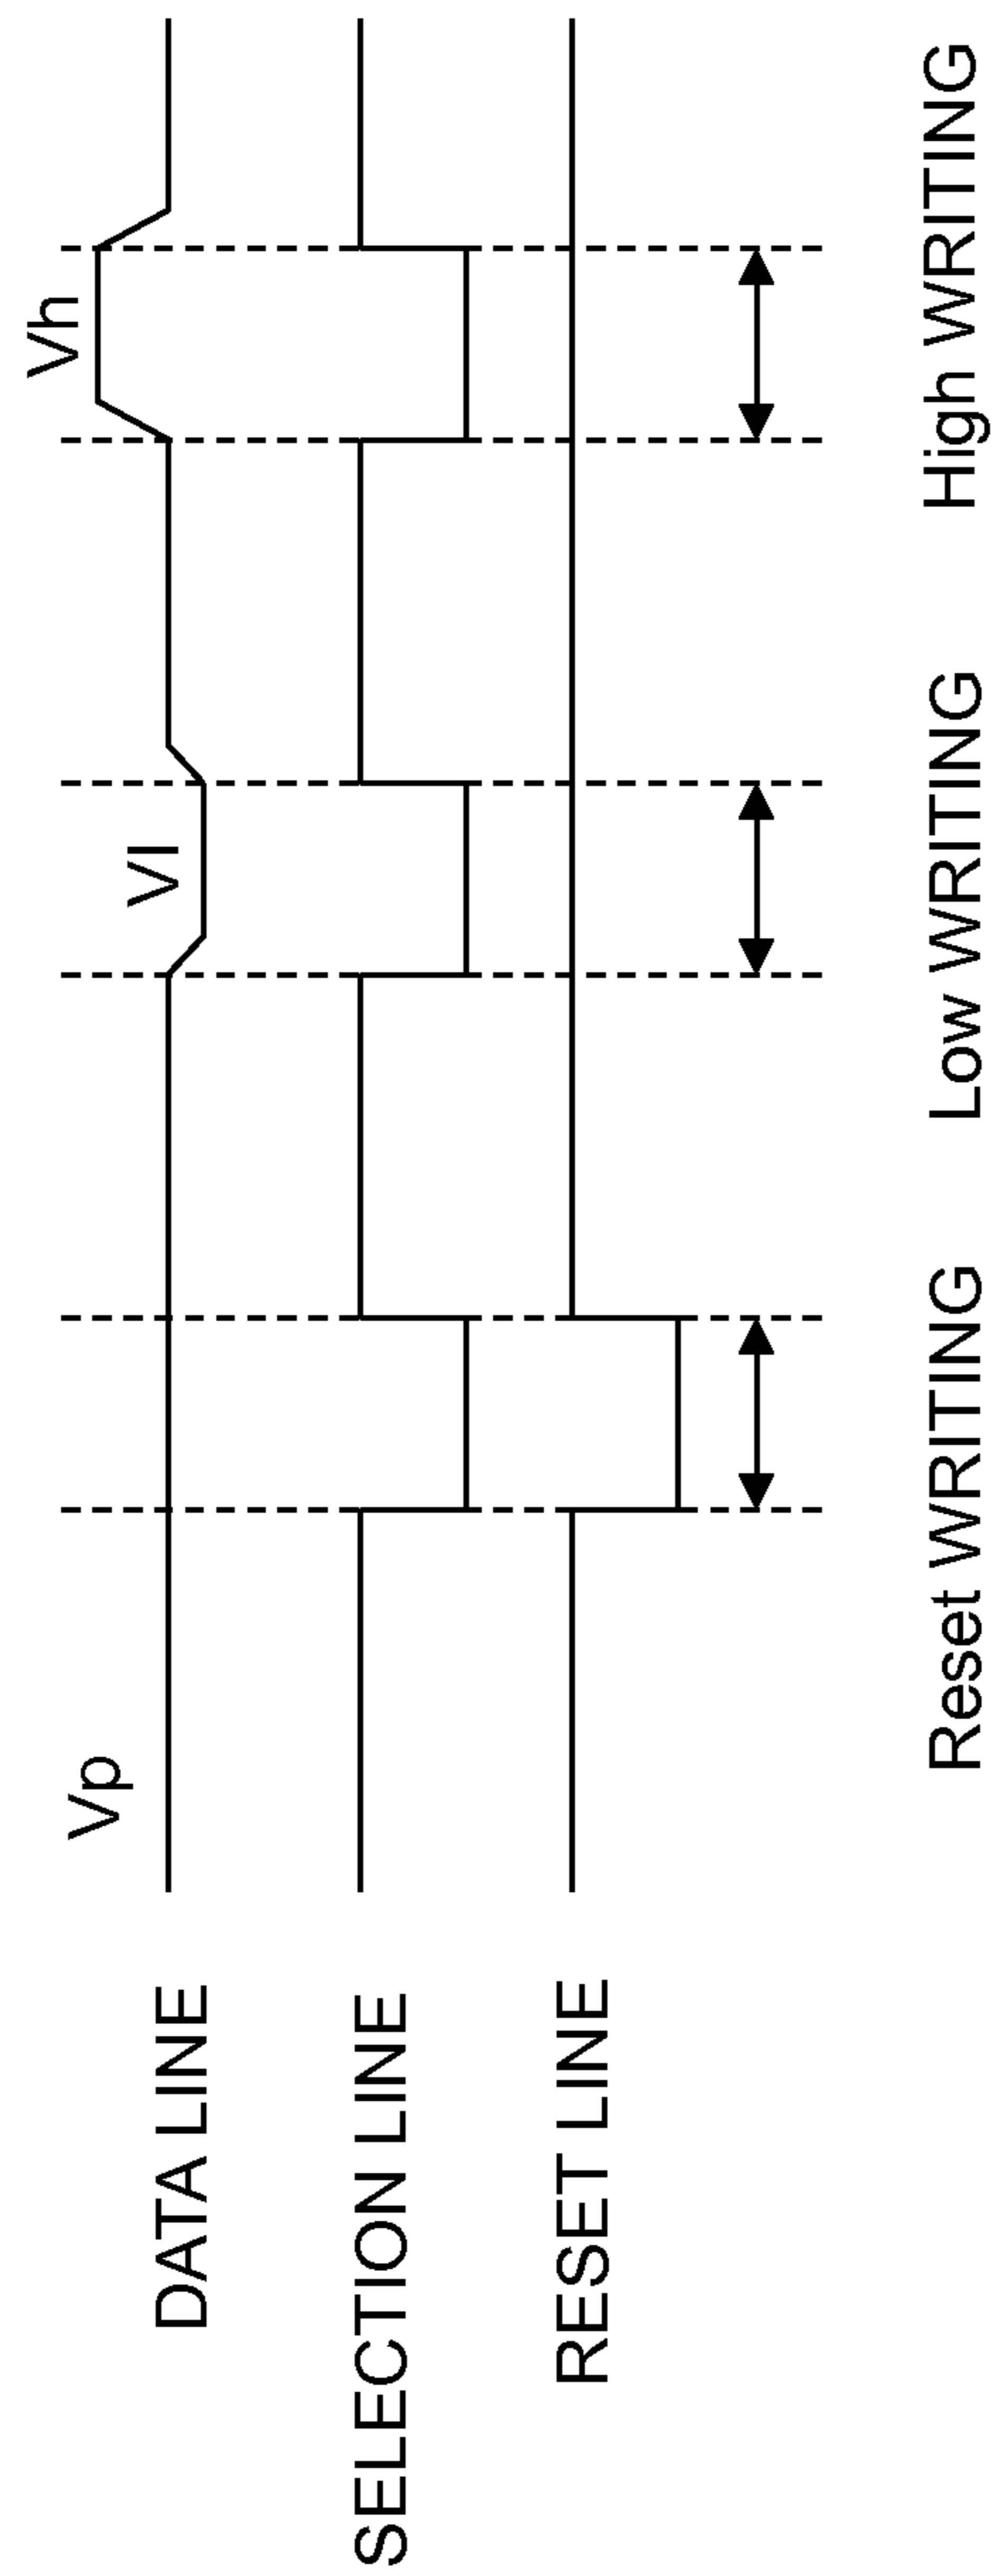 Vp
Vl
Vh
DATA LINE
SELECTION LINE
RESET LINE
Reset WRITING
Low WRITING
High WRITING